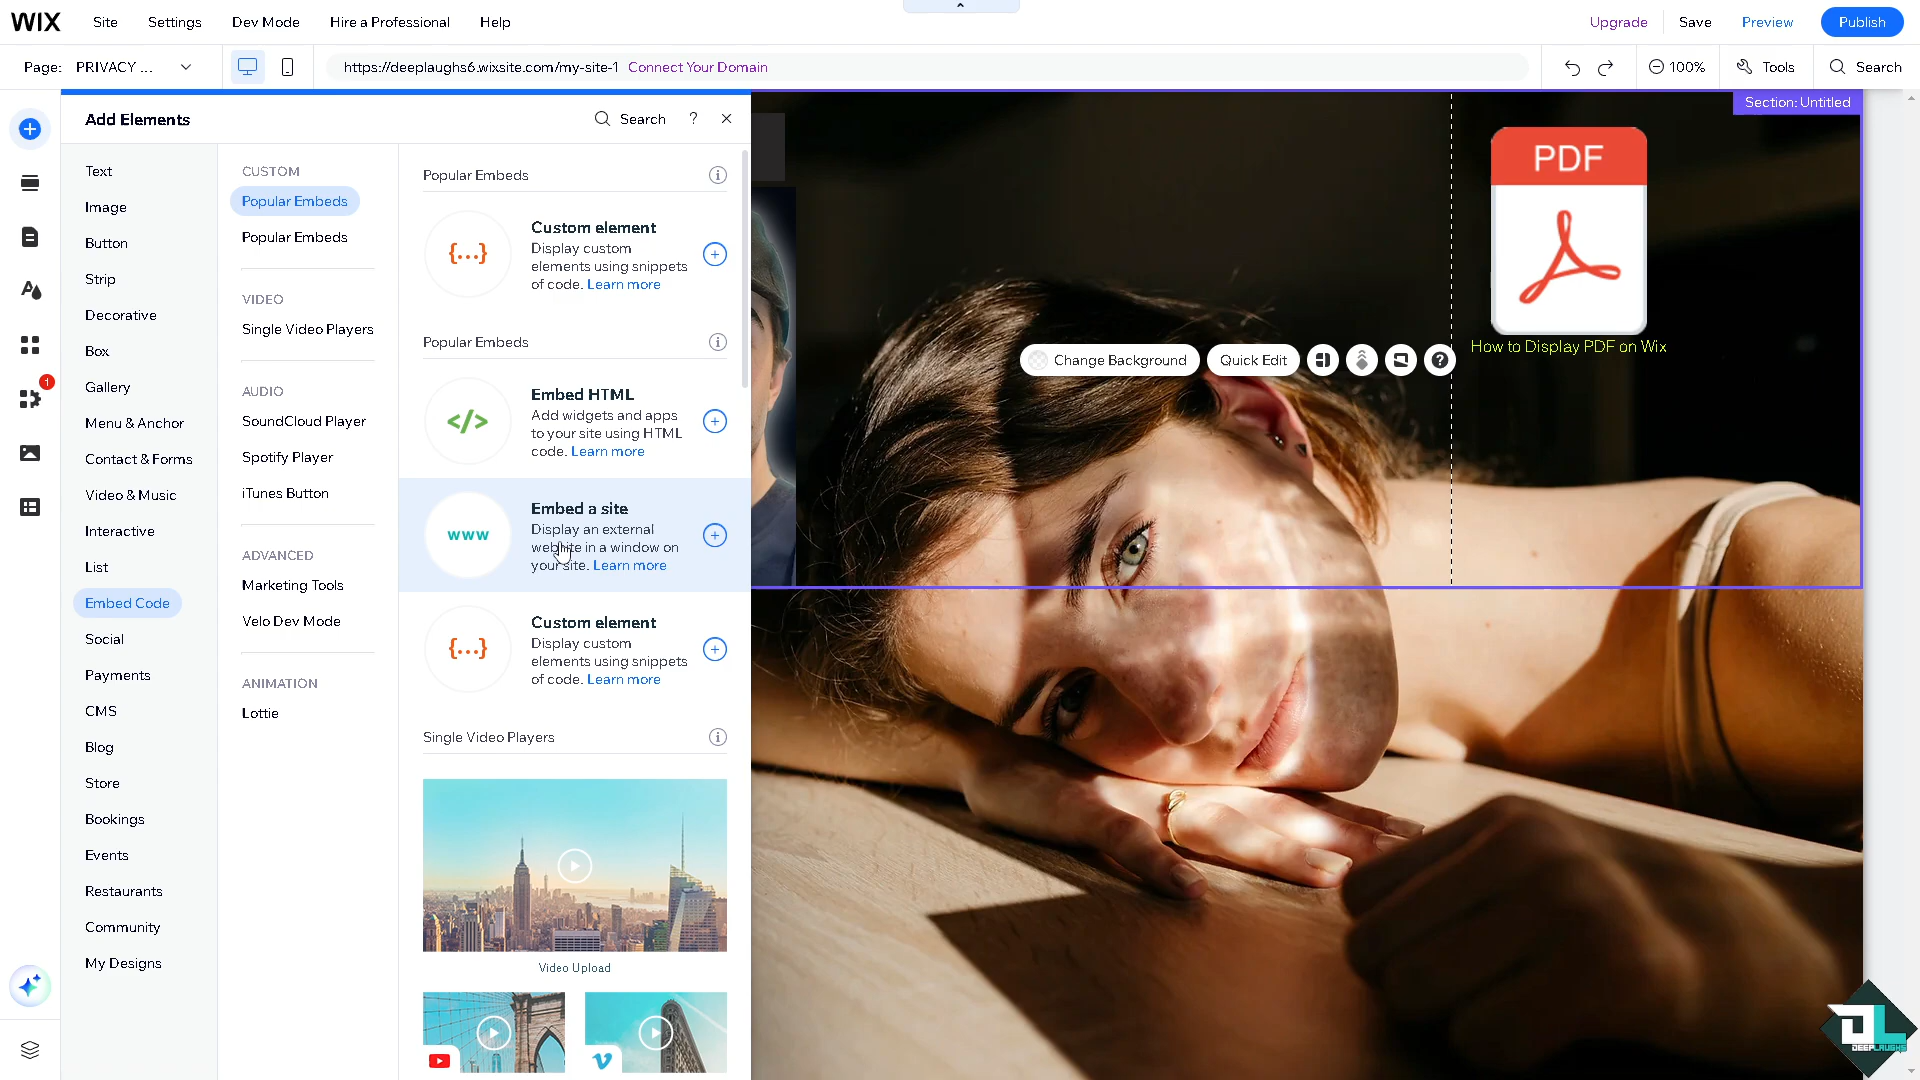 WIX
Site
Settings
Dev Mode
Hire a Professional
Help
Upgrade
Save
Preview
Publish
Page: PRIVACY ...
https://deeplaughs6.wixsite.com/my-site-1 Connect Your Domain
100%
Tools
Search
Add Elements
Search
?
Text
Image
Button
Strip
Decorative
Box
Gallery
Menu & Anchor
Contact & Forms
Video & Music
Interactive
List
Embed Code
Social
Payments
CMS
Blog
Store
Bookings
Events
Restaurants
Community
My Designs
1
CUSTOM
Popular Embeds
Popular Embeds
VIDEO
Single Video Players
AUDIO
SoundCloud Player
Spotify Player
iTunes Button
ADVANCED
Marketing Tools
Velo Dev Mode
ANIMATION
Lottie
Popular Embeds
{...}
Custom element
Display custom
elements using snippets
of code. Learn more
Popular Embeds
</>
Embed HTML
Add widgets and apps
to your site using HTML
code. Learn more
www
Embed a site
Display an external
website in a window on
your site. Learn more
{...}
Custom element
Display custom
elements using snippets
of code. Learn more
Single Video Players
Video Upload
Section: Untitled
PDF
How to Display PDF on Wix
Change Background
Quick Edit
?
DL
DEEPLAUGHS